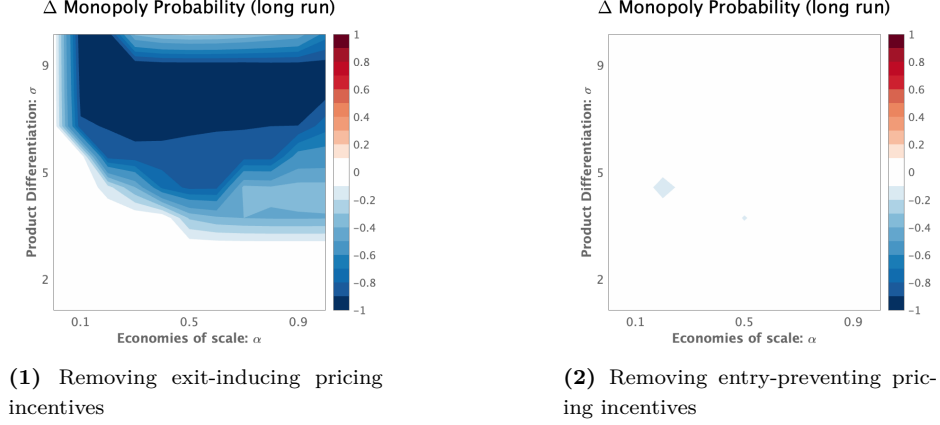 Δ Monopoly Probability (long run)
Product Differentiation: σ
9
5
2
0.1 0.5 0.9
Economies of scale: α
1
0.8
0.6
0.4
0.2
0
−0.2
−0.4
−0.6
−0.8
−1
(1) Removing exit-inducing pricing
incentives
Δ Monopoly Probability (long run)
Product Differentiation: σ
9
5
2
0.1 0.5 0.9
Economies of scale: α
1
0.8
0.6
0.4
0.2
0
−0.2
−0.4
−0.6
−0.8
−1
(2) Removing entry-preventing pric-
ing incentives